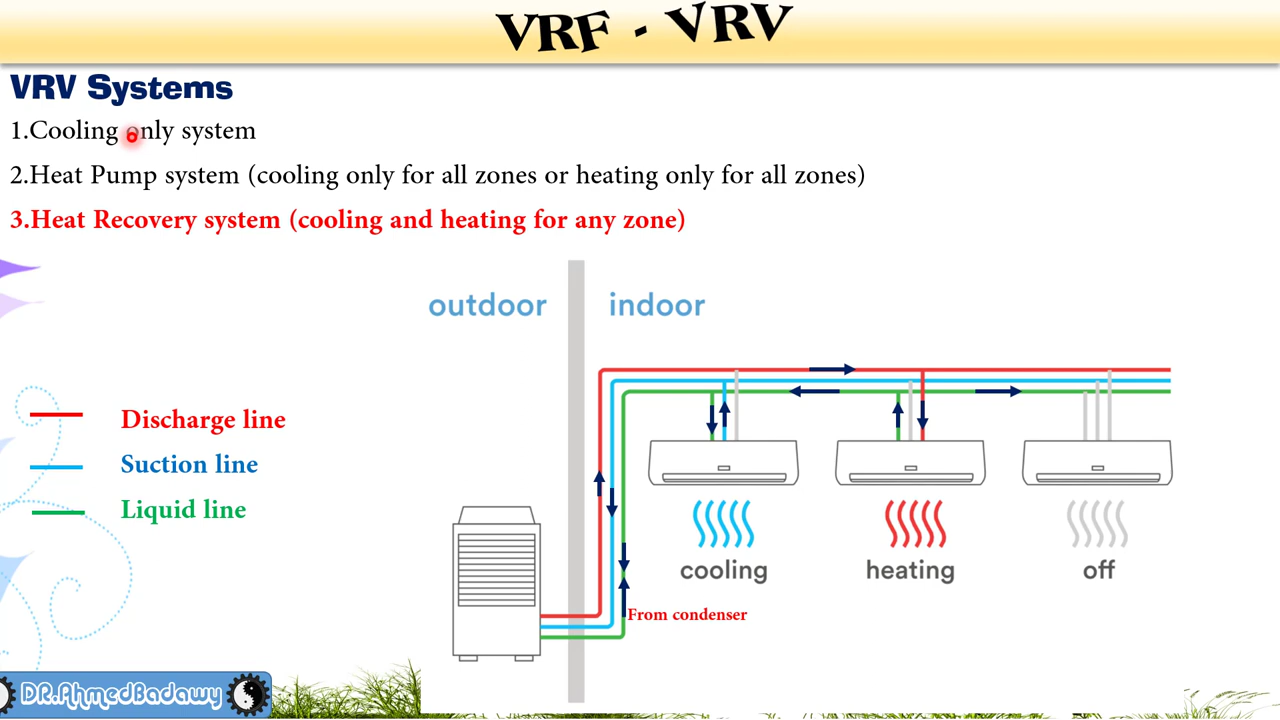 VRF - VRV
VRV Systems
1.Cooling only system
2.Heat Pump system (cooling only for all zones or heating only for all zones)
3.Heat Recovery system (cooling and heating for any zone)
outdoor
indoor
Discharge line
Suction line
Liquid line
cooling
heating
off
From condenser
DR.AhmedBadawy